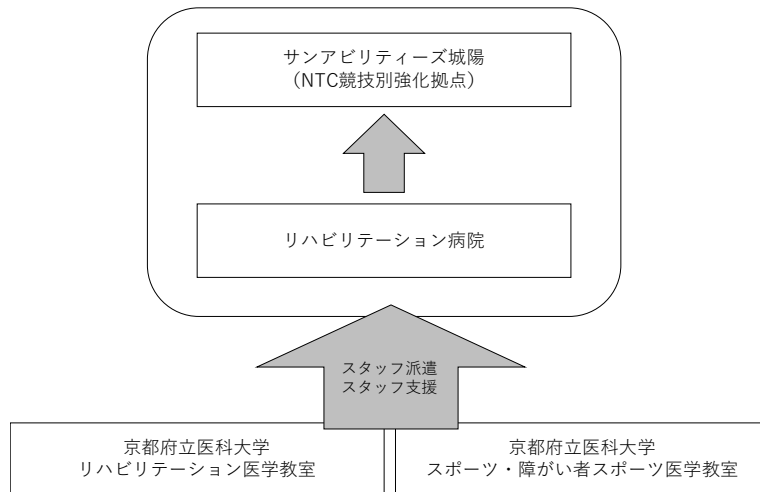 サンアビリティーズ城陽
（NTC競技別強化拠点）
リハビリテーション病院
スタッフ派遣
スタッフ支援
京都府立医科大学
リハビリテーション医学教室
京都府立医科大学
スポーツ・障がい者スポーツ医学教室